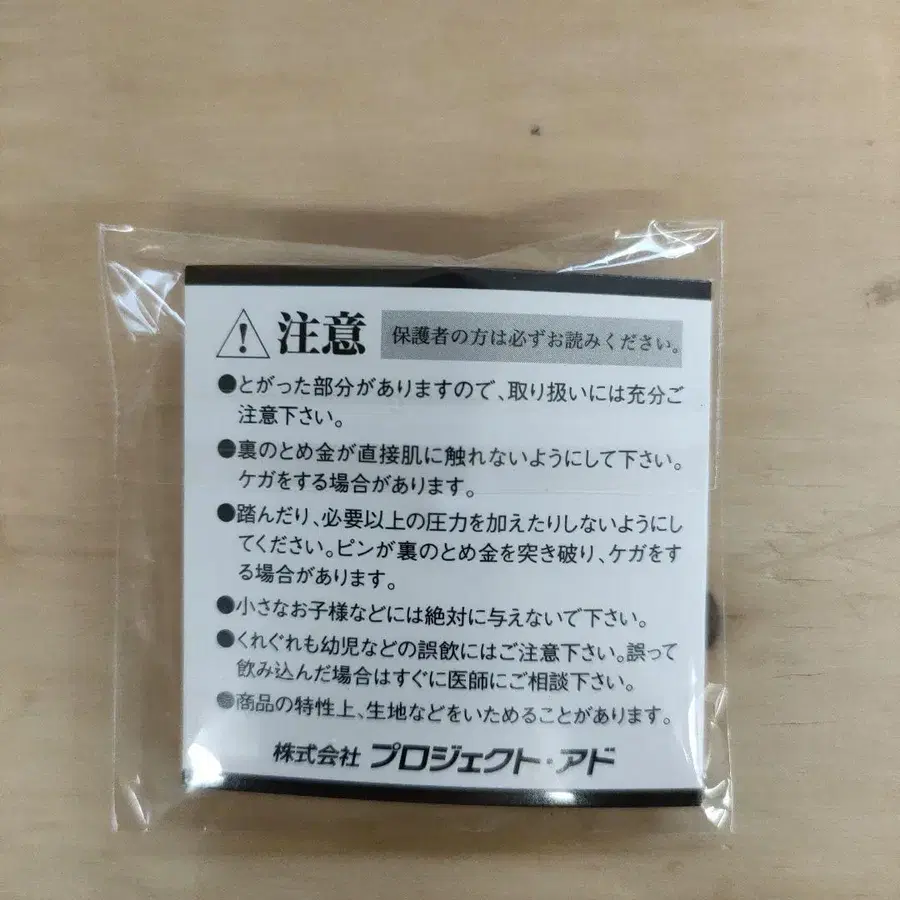 注意 保護者の方は必ずお読みください。
●とがった部分がありますので、取り扱いには充分ご
注意下さい。
●裏のとめ金が直接肌に触れないようにして下さい。
ケガをする場合があります。
●踏んだり、必要以上の圧力を加えたりしないようにし
てください。ピンが裏のとめ金を突き破り、ケガをす
る場合があります。
●小さなお子様などには絶対に与えないで下さい。
●くれぐれも幼児などの誤飲にはご注意下さい。誤って
飲み込んだ場合はすぐに医師にご相談下さい。
●商品の特性上、生地などをいためることがあります。
株式会社 プロジェクト・アド